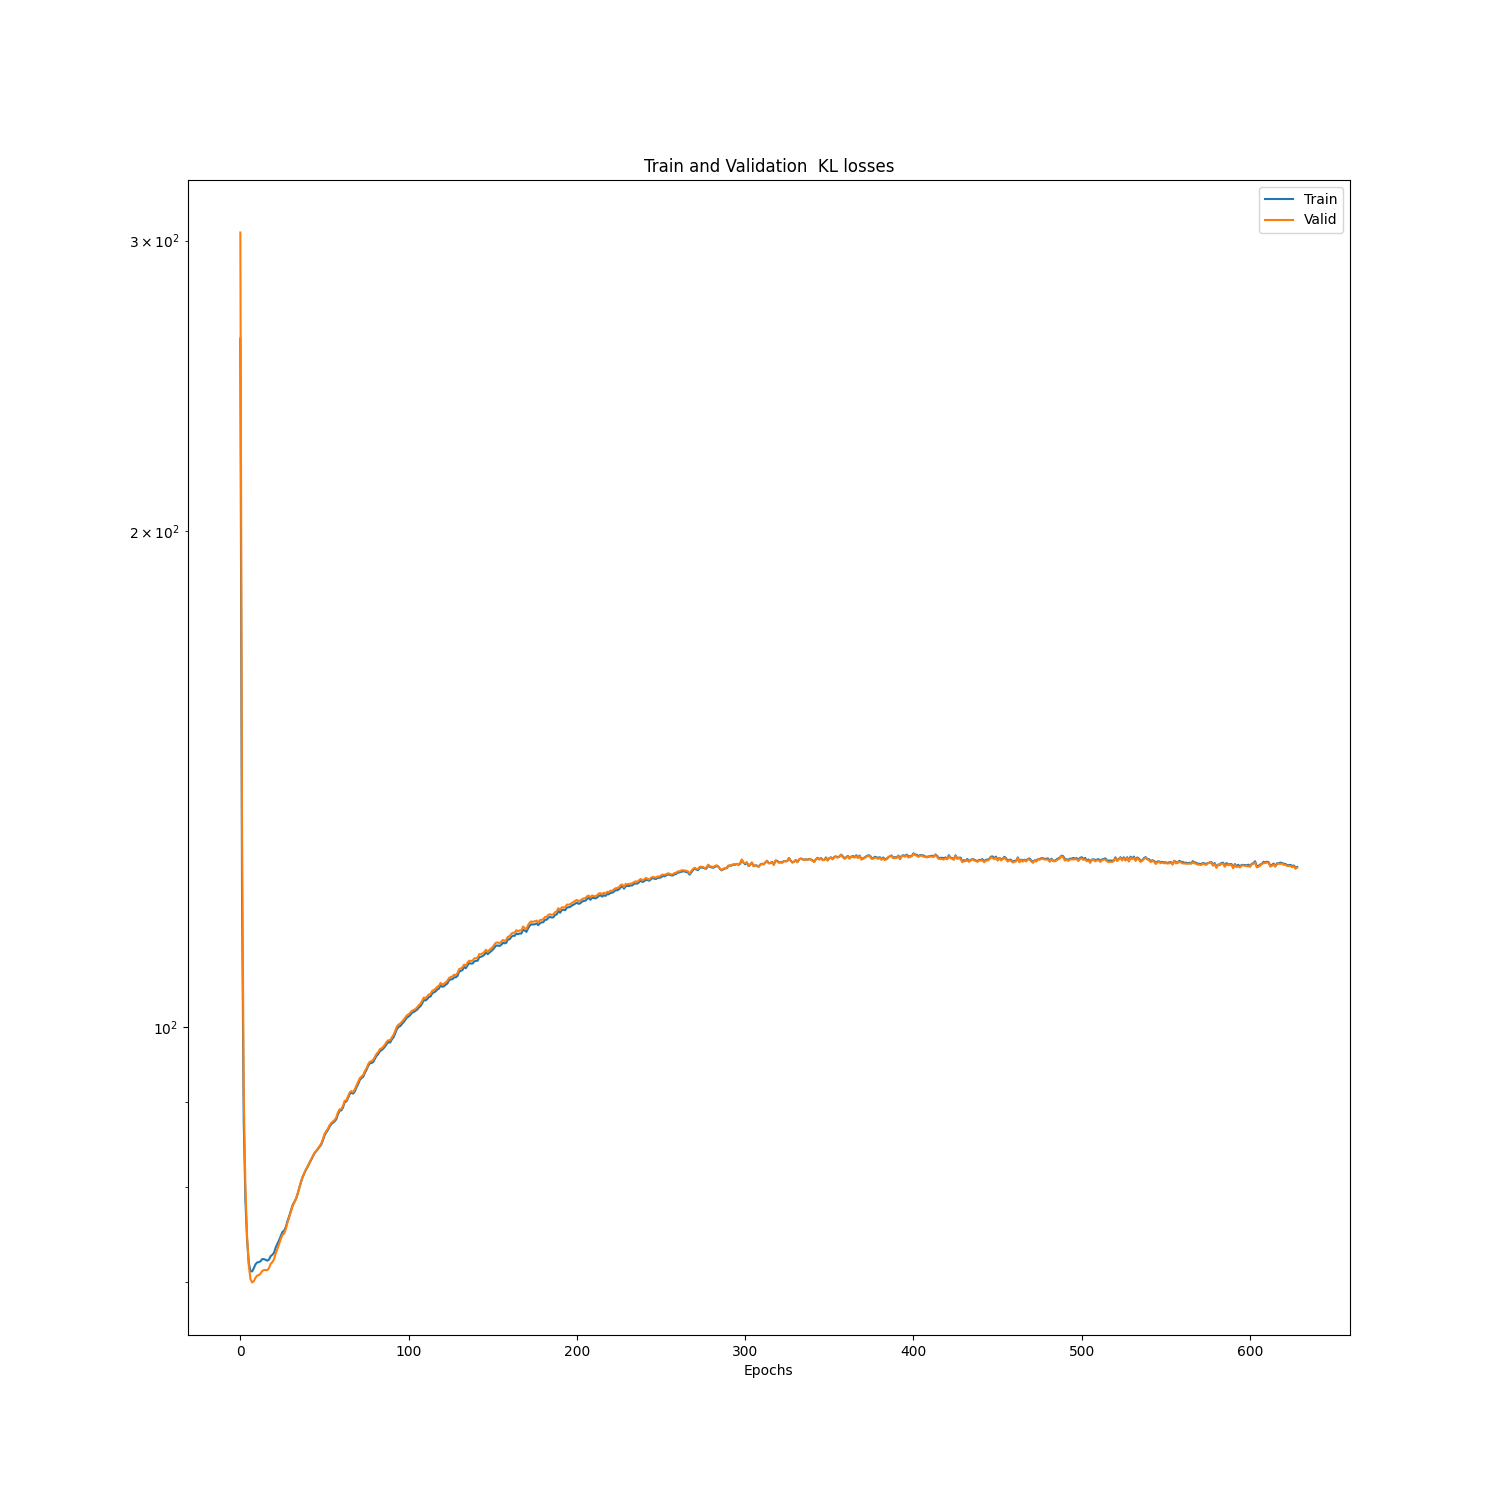 Train and Validation  KL losses
Train
Valid
3 × 10²
2 × 10²
10²
0 100 200 300 400 500 600
Epochs